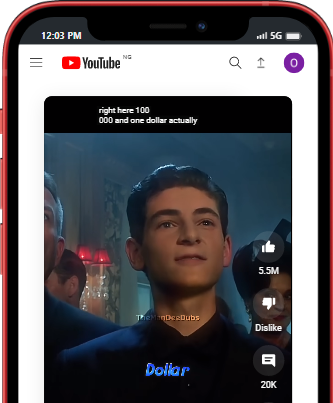 12:03 PM
5G
YouTube NG
O
right here 100
000 and one dollar actually
5.5M
TheManDeeDubs
Dislike
Dollar
20K